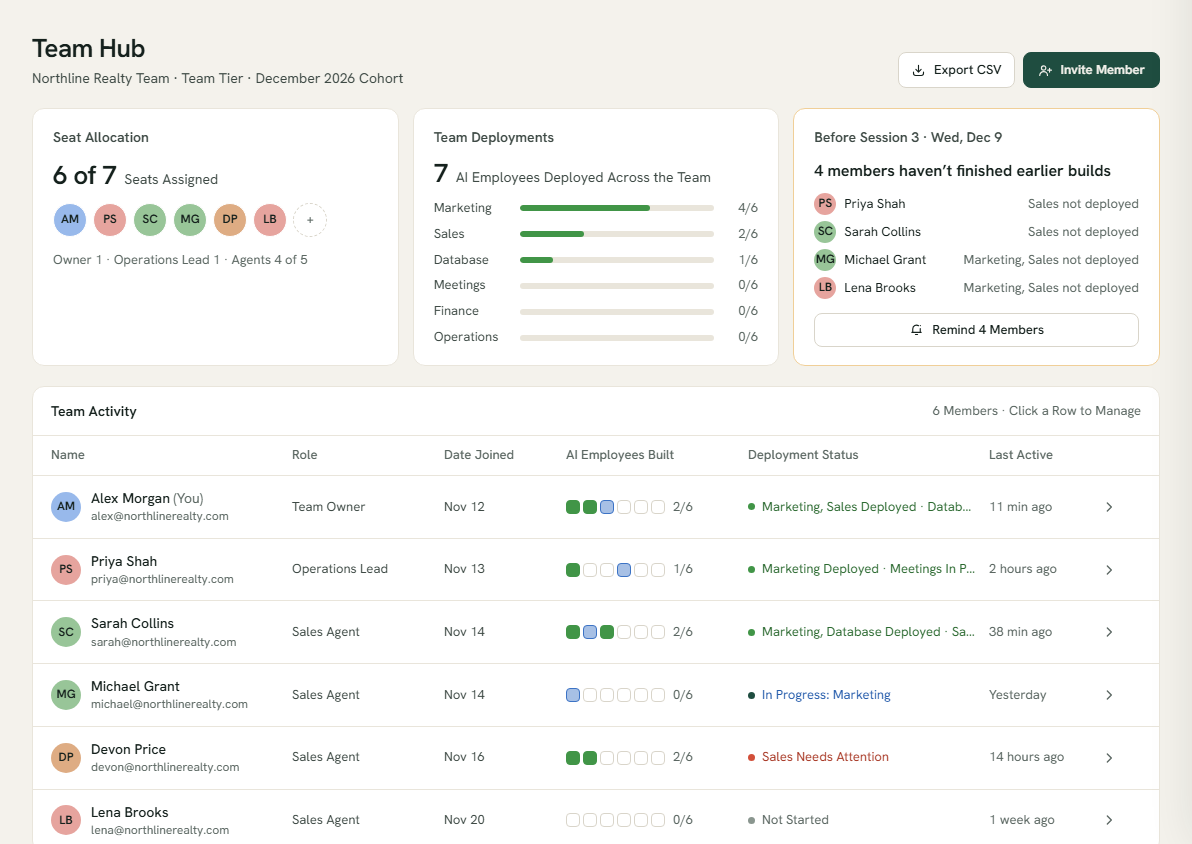 Team Hub
Northline Realty Team · Team Tier · December 2026 Cohort
Export CSV
Invite Member
Seat Allocation
6 of 7 Seats Assigned
AM PS SC MG DP LB +
Owner 1 · Operations Lead 1 · Agents 4 of 5
Team Deployments
7 AI Employees Deployed Across the Team
Marketing 4/6
Sales 2/6
Database 1/6
Meetings 0/6
Finance 0/6
Operations 0/6
Before Session 3 · Wed, Dec 9
4 members haven’t finished earlier builds
PS Priya Shah Sales not deployed
SC Sarah Collins Sales not deployed
MG Michael Grant Marketing, Sales not deployed
LB Lena Brooks Marketing, Sales not deployed
Remind 4 Members
Team Activity 6 Members · Click a Row to Manage
Name Role Date Joined AI Employees Built Deployment Status Last Active
AM Alex Morgan (You) Team Owner Nov 12 2/6 Marketing, Sales Deployed · Datab... 11 min ago
alex@northlinerealty.com
PS Priya Shah Operations Lead Nov 13 1/6 Marketing Deployed · Meetings In P... 2 hours ago
priya@northlinerealty.com
SC Sarah Collins Sales Agent Nov 14 2/6 Marketing, Database Deployed · Sa... 38 min ago
sarah@northlinerealty.com
MG Michael Grant Sales Agent Nov 14 0/6 In Progress: Marketing Yesterday
michael@northlinerealty.com
DP Devon Price Sales Agent Nov 16 2/6 Sales Needs Attention 14 hours ago
devon@northlinerealty.com
LB Lena Brooks Sales Agent Nov 20 0/6 Not Started 1 week ago
lena@northlinerealty.com